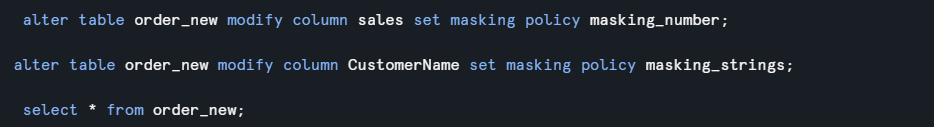 alter table order_new modify column sales set masking policy masking_number;
alter table order_new modify column CustomerName set masking policy masking_strings;
select * from order_new;